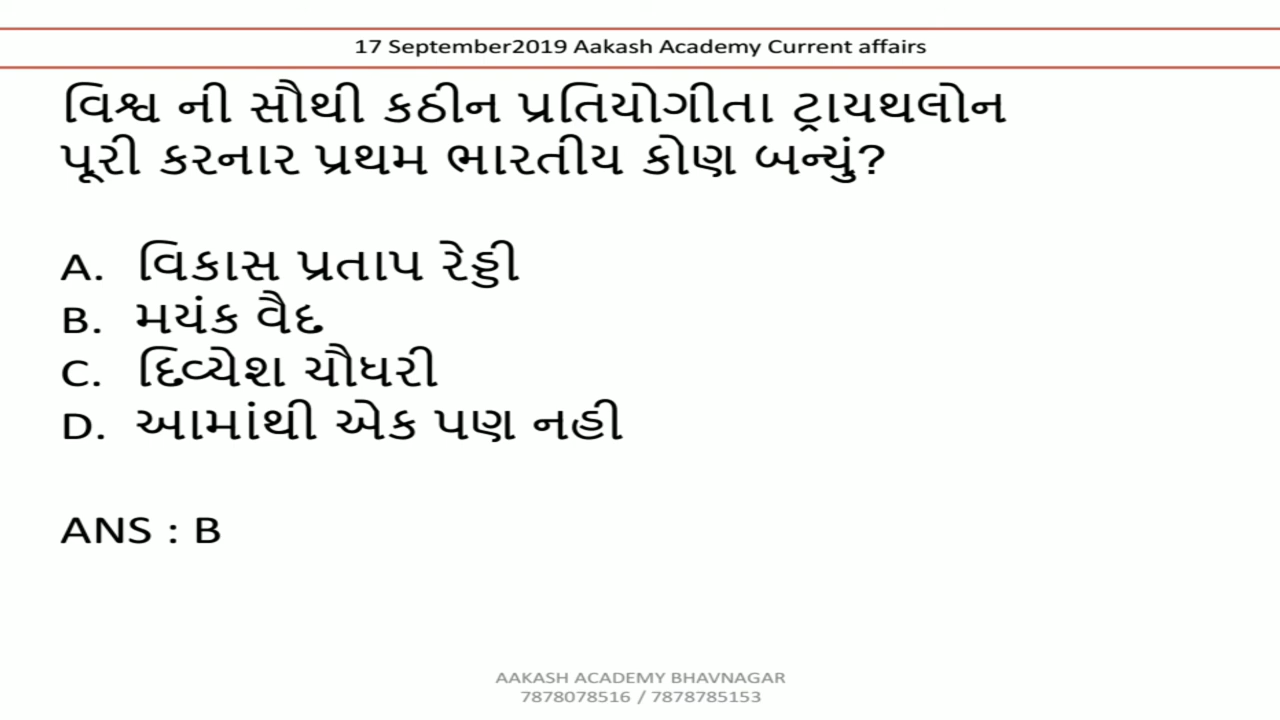 17 September2019 Aakash Academy Current affairs
વિશ્વ ની સૌથી કઠીન પ્રતિયોગીતા ટ્રાયથલોન
પૂરી કરનાર પ્રથમ ભારતીય કોણ બન્યું?
A. વિકાસ પ્રતાપ રેડ્ડી
B. મયંક વૈદ
C. દિવ્યેશ ચૌધરી
D. આમાંથી એક પણ નહી
ANS : B
AAKASH ACADEMY BHAVNAGAR
7878078516 / 7878785153